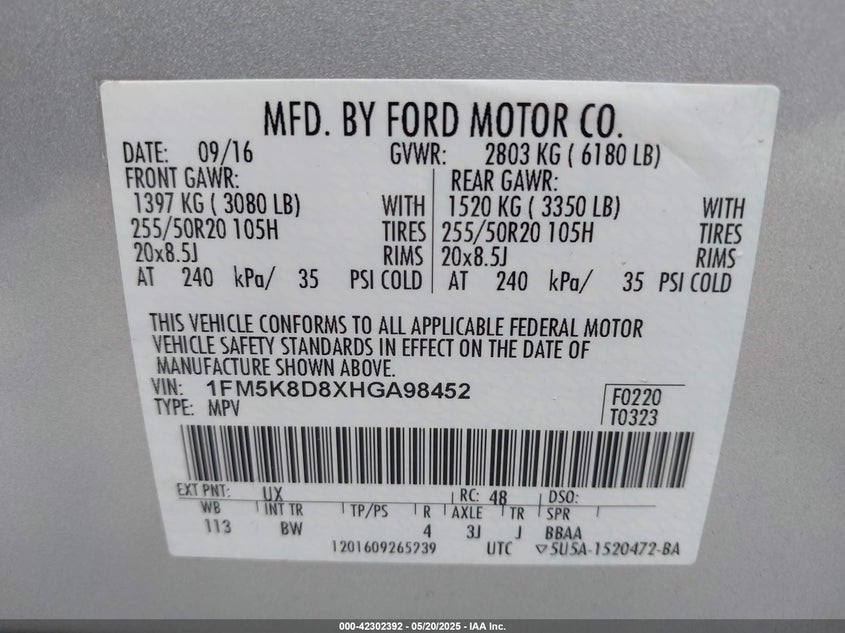 MFD. BY FORD MOTOR CO.
DATE: 09/16 GVWR: 2803 KG ( 6180 LB)
FRONT GAWR: REAR GAWR:
1397 KG ( 3080 LB) WITH 1520 KG ( 3350 LB) WITH
255/50R20 105H TIRES 255/50R20 105H TIRES
20x8.5J RIMS 20x8.5J RIMS
AT 240 kPa/ 35 PSI COLD AT 240 kPa/ 35 PSI COLD
THIS VEHICLE CONFORMS TO ALL APPLICABLE FEDERAL MOTOR
VEHICLE SAFETY STANDARDS IN EFFECT ON THE DATE OF
MANUFACTURE SHOWN ABOVE.
VIN: 1FM5K8D8XHGA98452 F0220
TYPE: MPV T0323
EXT PNT: UX RC: 48 DSO:
WB INT TR TP/PS R AXLE TR SPR
113 BW 4 3J J BBAA
1201609265239 UTC ▽5U5A-1520472-BA
000-42302392 - 05/20/2025 - IAA Inc.